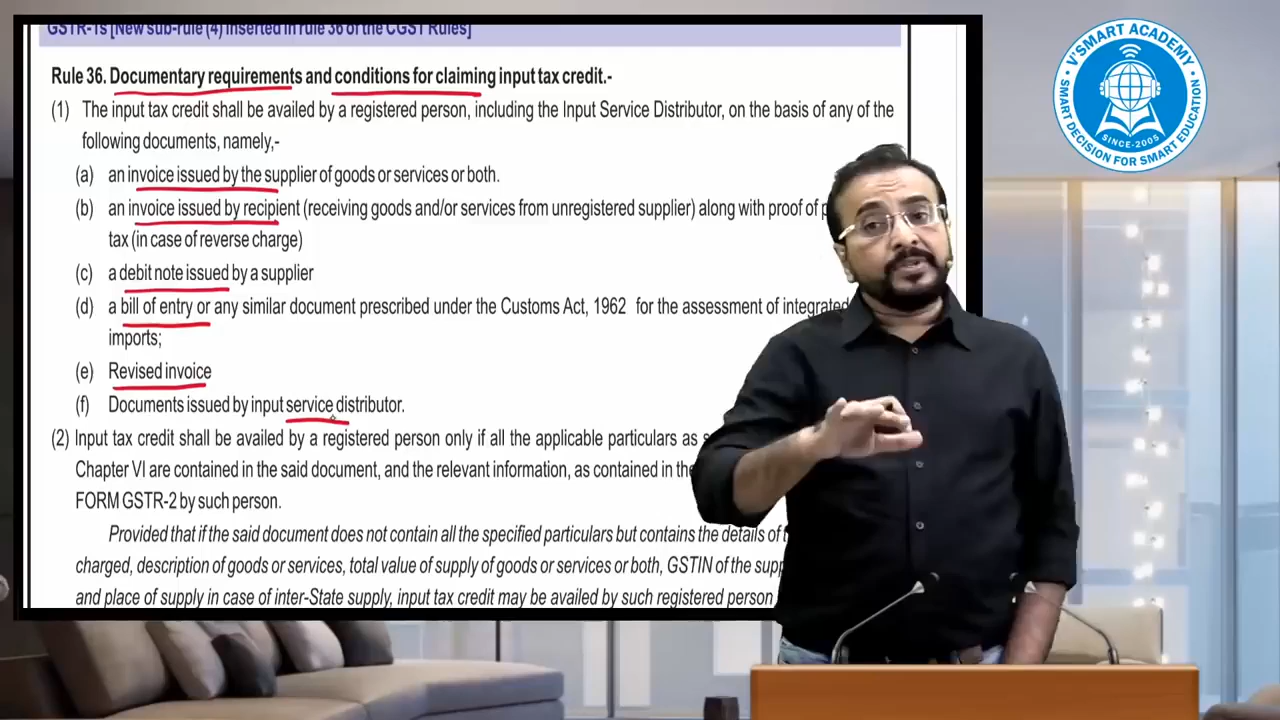 GSTR-1s [New sub-rule (4) inserted in rule 36 of the CGST Rules]
Rule 36. Documentary requirements and conditions for claiming input tax credit.-
(1) The input tax credit shall be availed by a registered person, including the Input Service Distributor, on the basis of any of the
following documents, namely,-
(a) an invoice issued by the supplier of goods or services or both.
(b) an invoice issued by recipient (receiving goods and/or services from unregistered supplier) along with proof of
tax (in case of reverse charge)
(c) a debit note issued by a supplier
(d) a bill of entry or any similar document prescribed under the Customs Act, 1962 for the assessment of integrated
imports;
(e) Revised invoice
(f) Documents issued by input service distributor.
(2) Input tax credit shall be availed by a registered person only if all the applicable particulars as
Chapter VI are contained in the said document, and the relevant information, as contained in the
FORM GSTR-2 by such person.
Provided that if the said document does not contain all the specified particulars but contains the details of
charged, description of goods or services, total value of supply of goods or services or both, GSTIN of the
and place of supply in case of inter-State supply, input tax credit may be availed by such registered person
V'SMART ACADEMY
SINCE-2005
SMART DECISION FOR SMART EDUCATION